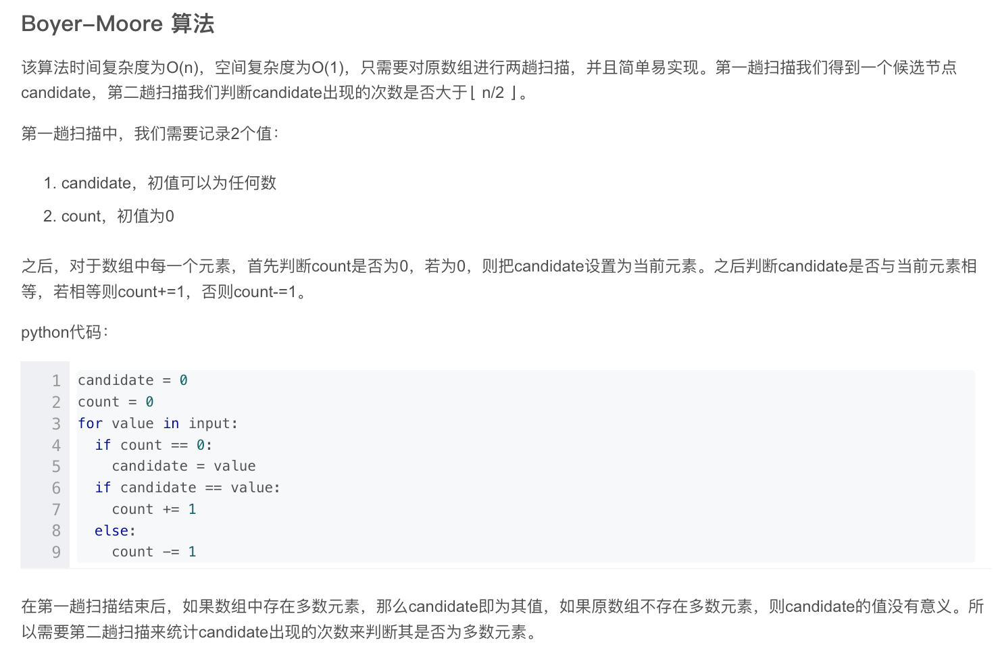 Boyer–Moore 算法
该算法时间复杂度为O(n)，空间复杂度为O(1)，只需要对原数组进行两趟扫描，并且简单易实现。第一趟扫描我们得到一个候选节点
candidate，第二趟扫描我们判断candidate出现的次数是否大于⌊ n/2 ⌋。
第一趟扫描中，我们需要记录2个值：
1. candidate，初值可以为任何数
2. count，初值为0
之后，对于数组中每一个元素，首先判断count是否为0，若为0，则把candidate设置为当前元素。之后判断candidate是否与当前元素相
等，若相等则count+=1，否则count-=1。
python代码：
1 candidate = 0
2 count = 0
3 for value in input:
4   if count == 0:
5     candidate = value
6   if candidate == value:
7     count += 1
8   else:
9     count -= 1
在第一趟扫描结束后，如果数组中存在多数元素，那么candidate即为其值，如果原数组不存在多数元素，则candidate的值没有意义。所
以需要第二趟扫描来统计candidate出现的次数来判断其是否为多数元素。